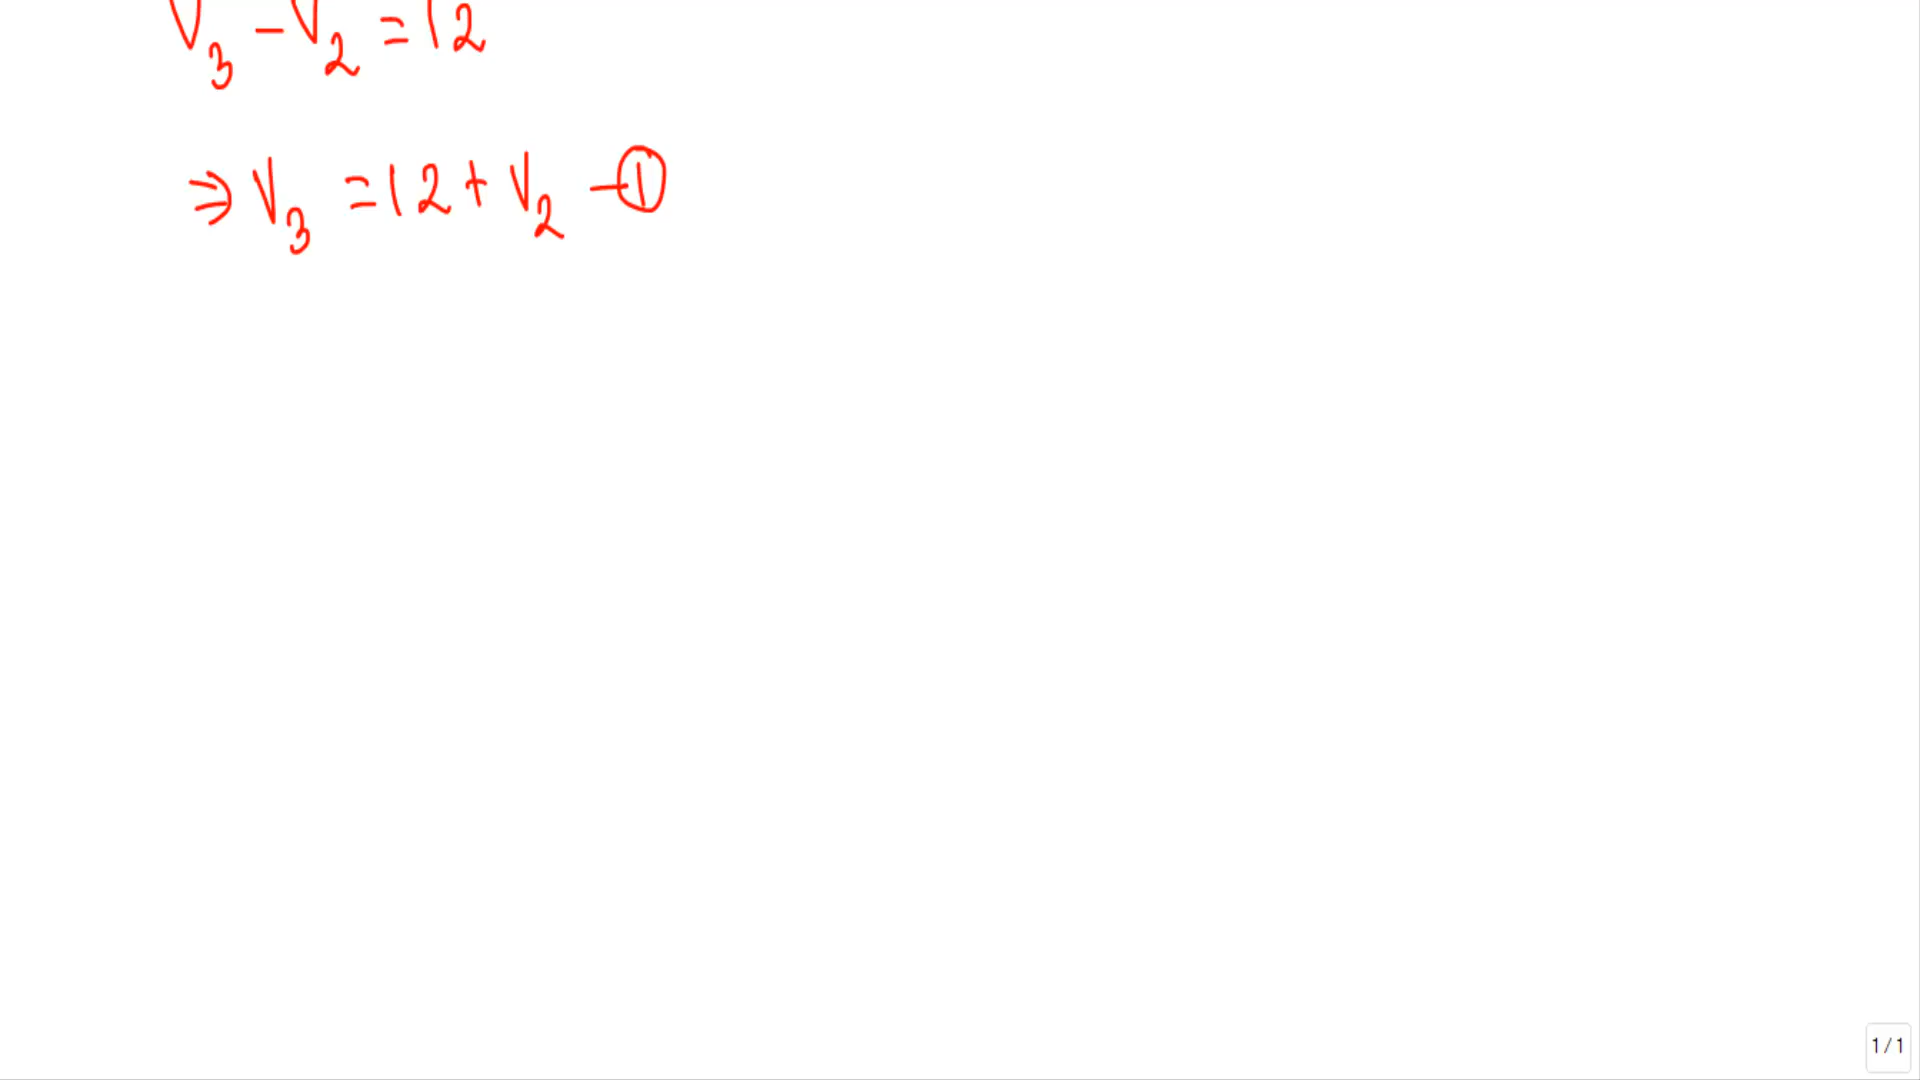 V₃ - V₂ = 12
⇒ V₃ = 12 + V₂ - ①
1 / 1